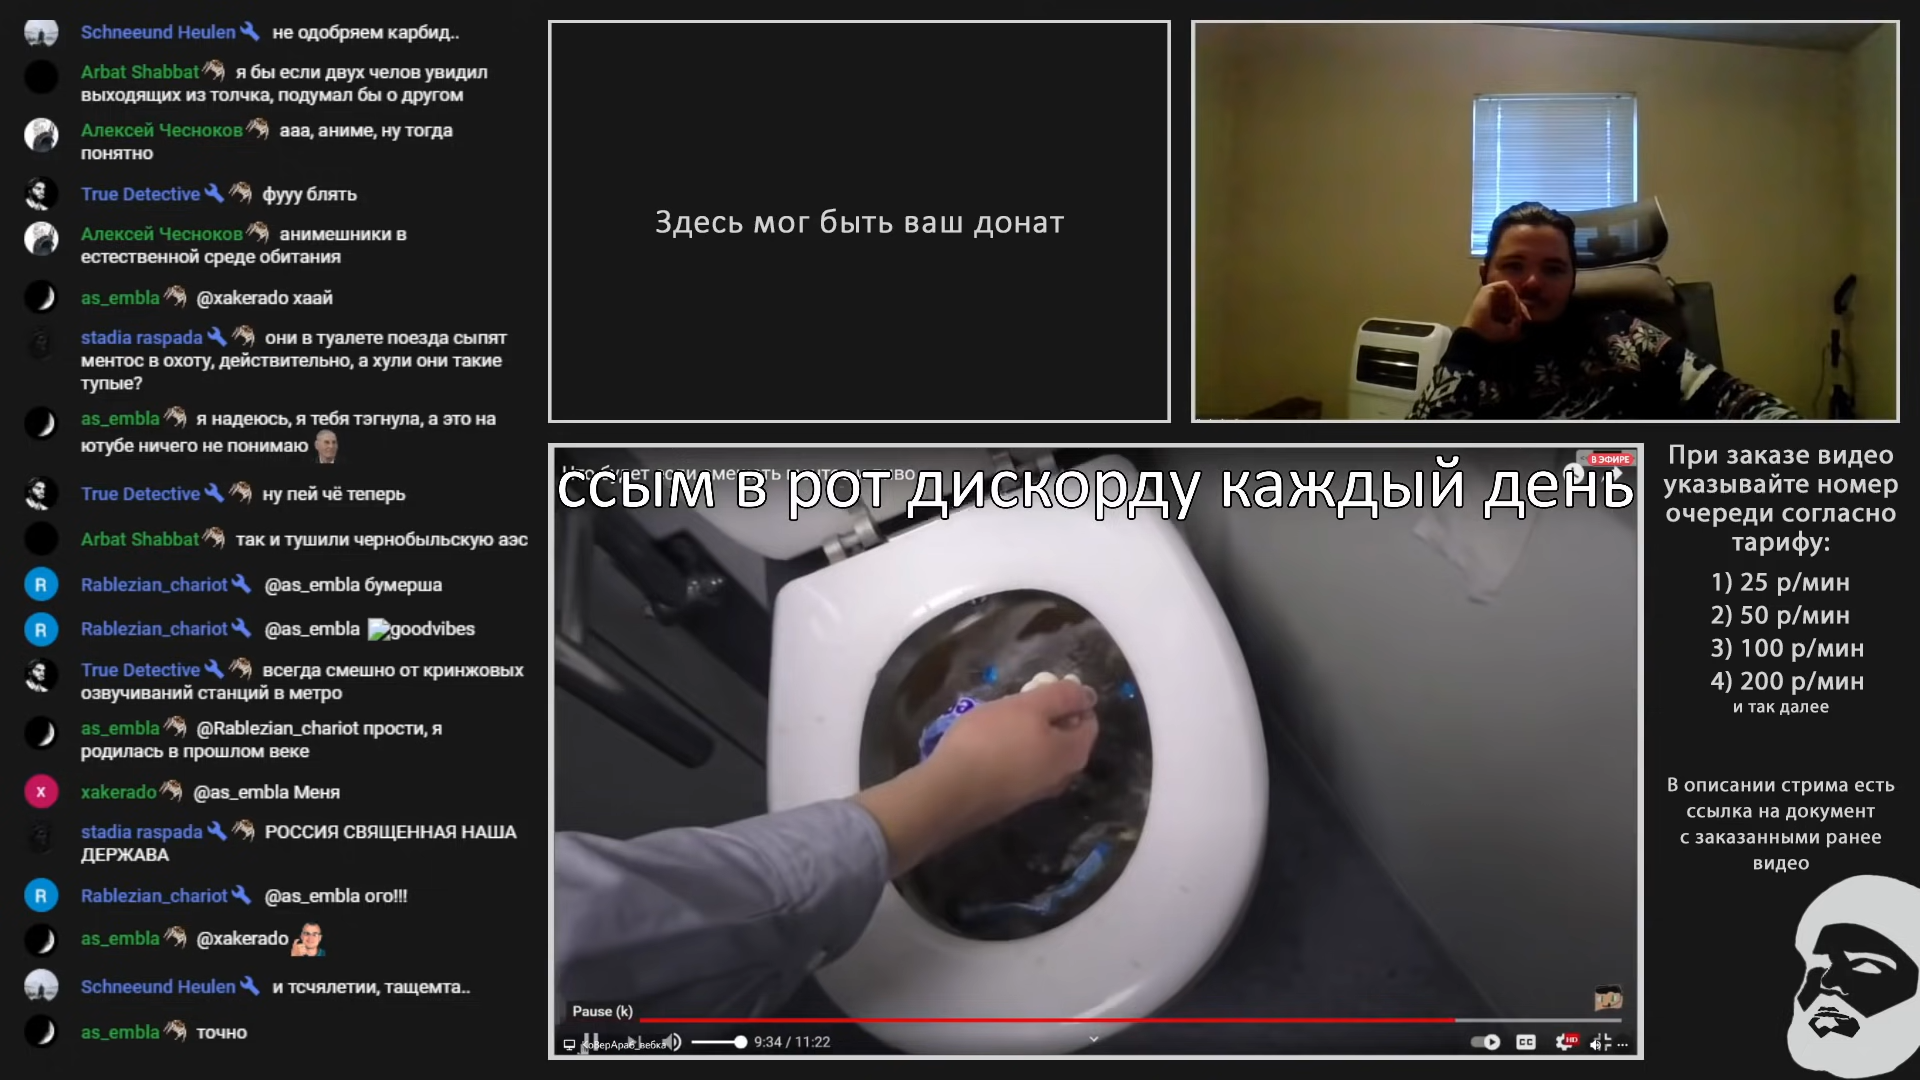 Schneeund Heulen не одобряем карбид..
Arbat Shabbat я бы если двух челов увидил
выходящих из толчка, подумал бы о другом
Алексей Чесноков ааа, аниме, ну тогда
понятно
True Detective фууу блять
Алексей Чесноков анимешники в
естественной среде обитания
as_embla @xakerado хаай
stadia raspada они в туалете поезда сыпят
ментос в охоту, действительно, а хули они такие
тупые?
as_embla я надеюсь, я тебя тэгнула, а это на
ютубе ничего не понимаю
True Detective ну пей чё теперь
Arbat Shabbat так и тушили чернобыльскую аэс
R Rablezian_chariot @as_embla бумерша
R Rablezian_chariot @as_embla goodvibes
True Detective всегда смешно от кринжовых
озвучиваний станций в метро
as_embla @Rablezian_chariot прости, я
родилась в прошлом веке
x xakerado @as_embla Меня
stadia raspada РОССИЯ СВЯЩЕННАЯ НАША
ДЕРЖАВА
R Rablezian_chariot @as_embla ого!!!
as_embla @xakerado
Schneeund Heulen и тсчялетии, тащемта..
as_embla точно
Здесь мог быть ваш донат
В ЭФИРЕ
ссым в рот дискорду каждый день
Pause (k)
9:34 / 11:22
CC
HD
При заказе видео
указывайте номер
очереди согласно
тарифу:
1) 25 р/мин
2) 50 р/мин
3) 100 р/мин
4) 200 р/мин
и так далее
В описании стрима есть
ссылка на документ
с заказанными ранее
видео